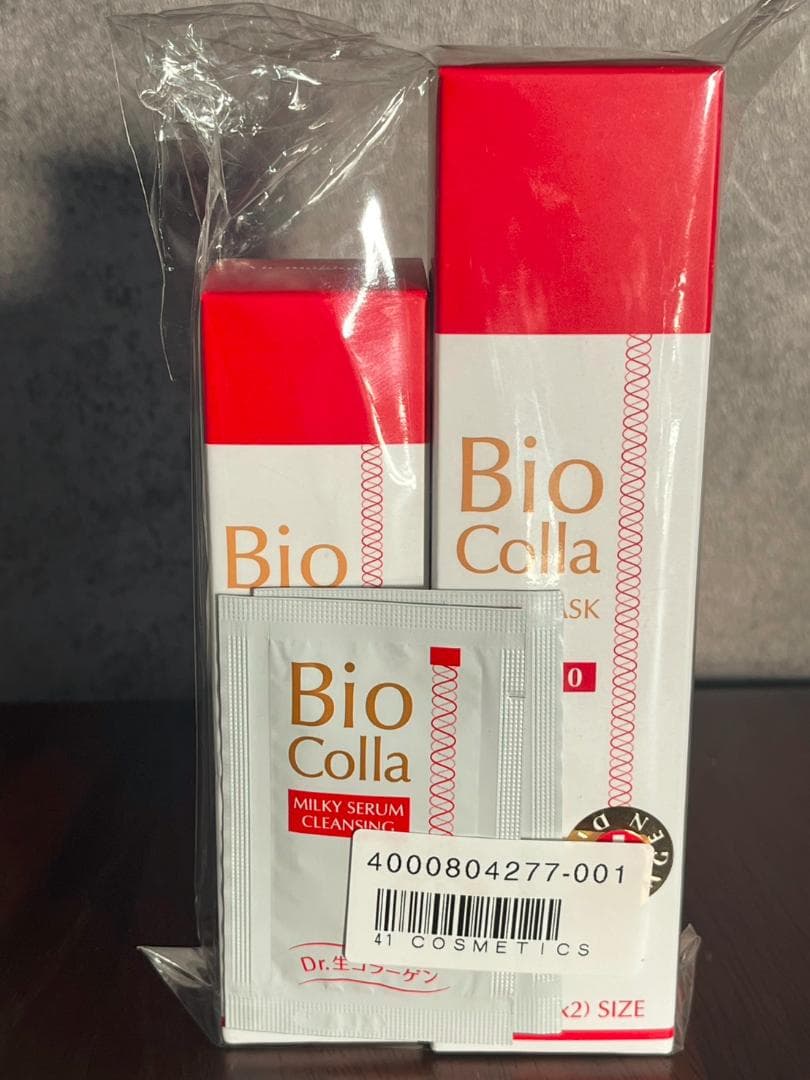 Bio
Bio
Colla
ASK
0
Bio
Colla
MILKY SERUM
CLEANSING
4000804277-001
41 COSMETICS
Dr.生コラーゲン
x2) SIZE